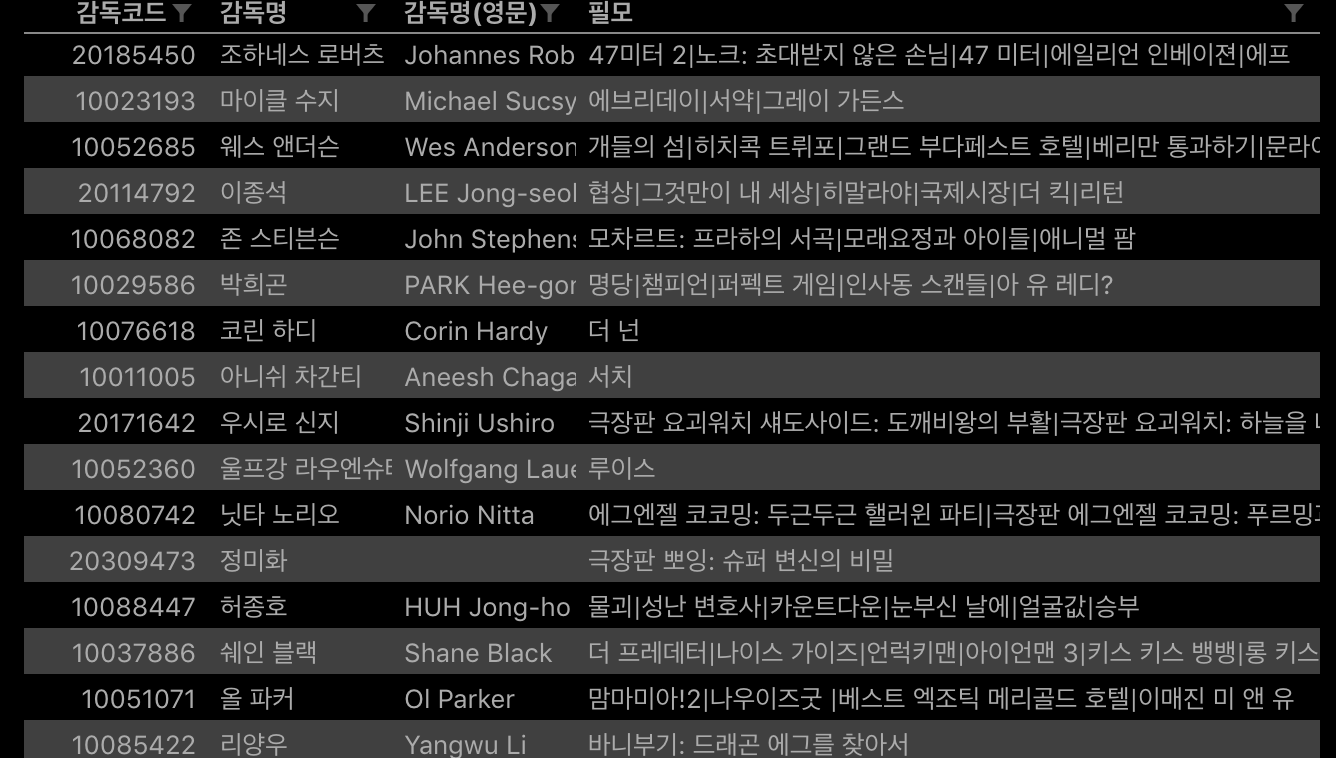 감독코드 감독명 감독명(영문) 필모
20185450 조하네스 로버츠 Johannes Rob 47미터 2|노크: 초대받지 않은 손님|47 미터|에일리언 인베이젼|에프
10023193 마이클 수지 Michael Sucsy 에브리데이|서약|그레이 가든스
10052685 웨스 앤더슨 Wes Anderson 개들의 섬|히치콕 트뤼포|그랜드 부다페스트 호텔|베리만 통과하기|문라이
20114792 이종석 LEE Jong-seol 협상|그것만이 내 세상|히말라야|국제시장|더 킥|리턴
10068082 존 스티븐슨 John Stephens 모차르트: 프라하의 서곡|모래요정과 아이들|애니멀 팜
10029586 박희곤 PARK Hee-gon 명당|챔피언|퍼펙트 게임|인사동 스캔들|아 유 레디?
10076618 코린 하디 Corin Hardy 더 넌
10011005 아니쉬 차간티 Aneesh Chaga 서치
20171642 우시로 신지 Shinji Ushiro 극장판 요괴워치 섀도사이드: 도깨비왕의 부활|극장판 요괴워치: 하늘을
10052360 울프강 라우엔슈타 Wolfgang Laue 루이스
10080742 닛타 노리오 Norio Nitta 에그엔젤 코코밍: 두근두근 핼러윈 파티|극장판 에그엔젤 코코밍: 푸르밍
20309473 정미화 극장판 뽀잉: 슈퍼 변신의 비밀
10088447 허종호 HUH Jong-ho 물괴|성난 변호사|카운트다운|눈부신 날에|얼굴값|승부
10037886 쉐인 블랙 Shane Black 더 프레데터|나이스 가이즈|언럭키맨|아이언맨 3|키스 키스 뱅뱅|롱 키스
10051071 올 파커 Ol Parker 맘마미아!2|나우이즈굿 |베스트 엑조틱 메리골드 호텔|이매진 미 앤 유
10085422 리양우 Yangwu Li 바니부기: 드래곤 에그를 찾아서